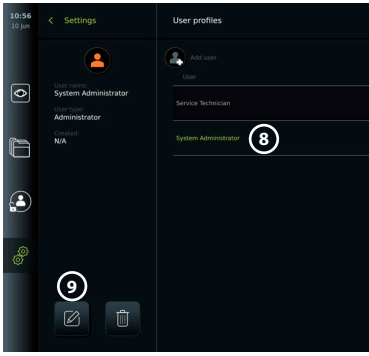 10:56
10 Jun
Settings
User name:
System Administrator
User type:
Administrator
Created:
N/A
9
User profiles
Add user
User
Service Technician
System Administrator
8